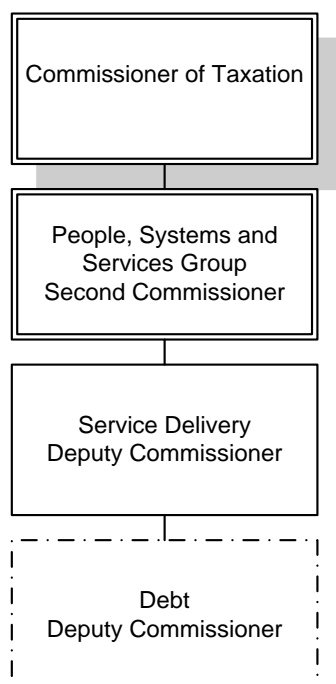 Commissioner of Taxation
People, Systems and
Services Group
Second Commissioner
Service Delivery
Deputy Commissioner
Debt
Deputy Commissioner